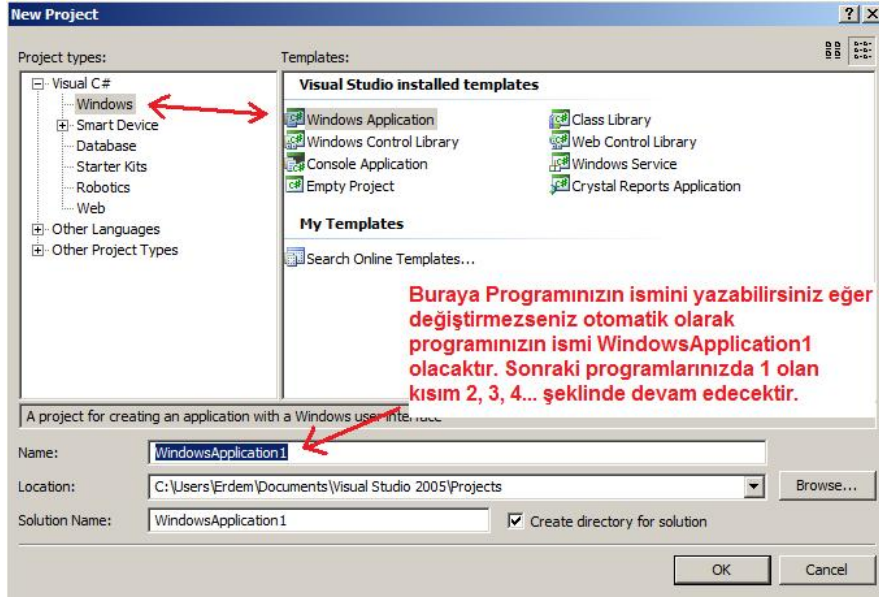 New Project
Project types:
Templates:
Visual C#
Windows
Smart Device
Database
Starter Kits
Robotics
Web
Other Languages
Other Project Types
Visual Studio installed templates
Windows Application
Class Library
Windows Control Library
Web Control Library
Console Application
Windows Service
Empty Project
Crystal Reports Application
My Templates
Search Online Templates...
Buraya Programınızın ismini yazabilirsiniz eğer
değiştirmezseniz otomatik olarak
programınızın ismi WindowsApplication1
olacaktır. Sonraki programlarınızda 1 olan
kısım 2, 3, 4... şeklinde devam edecektir.
A project for creating an application with a Windows user interface
Name:
WindowsApplication1
Location:
C:\Users\Erdem\Documents\Visual Studio 2005\Projects
Browse...
Solution Name:
WindowsApplication1
Create directory for solution
OK
Cancel